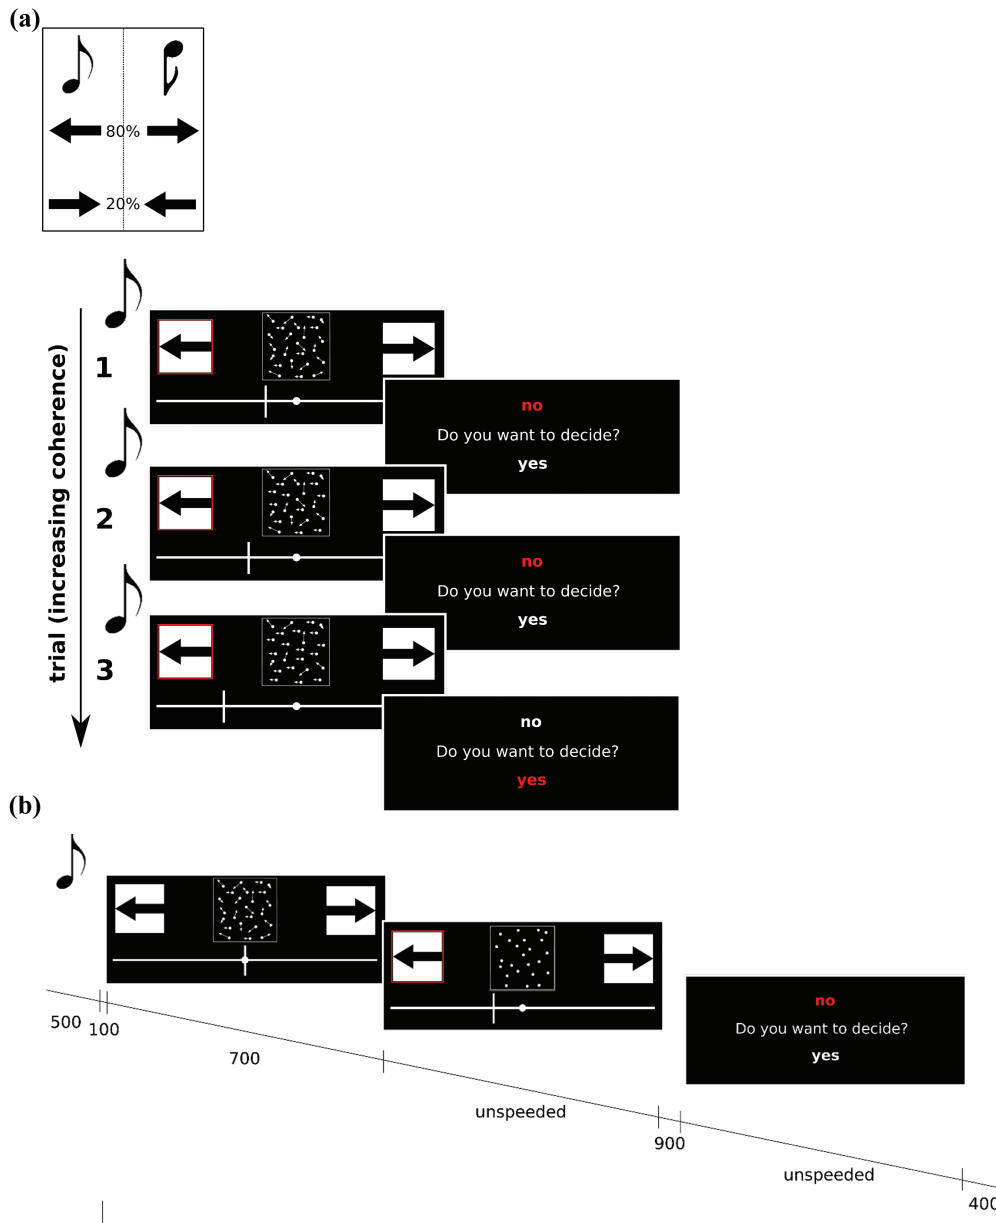 (a)
80%
20%
trial (increasing coherence)
1
no
Do you want to decide?
yes
2
no
Do you want to decide?
yes
3
no
Do you want to decide?
yes
(b)
500
100
700
unspeeded
900
no
Do you want to decide?
yes
unspeeded
400